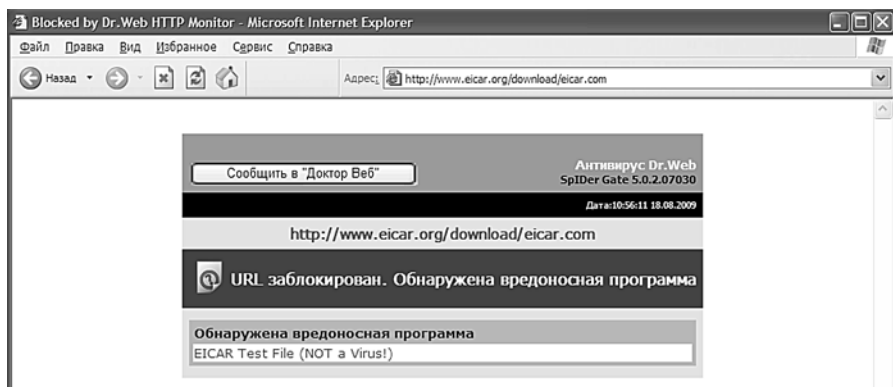 Blocked by Dr.Web HTTP Monitor - Microsoft Internet Explorer
Файл Правка Вид Избранное Сервис Справка
Назад Адрес: http://www.eicar.org/download/eicar.com
Сообщить в "Доктор Веб"
Антивирус Dr.Web
SpIDer Gate 5.0.2.07030
Дата:10:56:11 18.08.2009
http://www.eicar.org/download/eicar.com
URL заблокирован. Обнаружена вредоносная программа
Обнаружена вредоносная программа
EICAR Test File (NOT a Virus!)